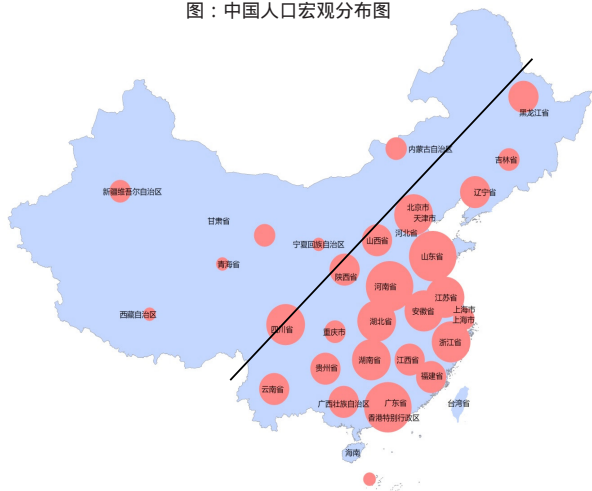 图：中国人口宏观分布图
黑龙江省
内蒙古自治区
吉林省
新疆维吾尔自治区
辽宁省
北京市
天津市
甘肃省
河北省
宁夏回族自治区
山西省
山东省
青海省
陕西省
河南省
江苏省
西藏自治区
安徽省
上海市
上海市
四川省
湖北省
重庆市
浙江省
湖南省
江西省
贵州省
福建省
云南省
广西壮族自治区
广东省
台湾省
香港特别行政区
海南